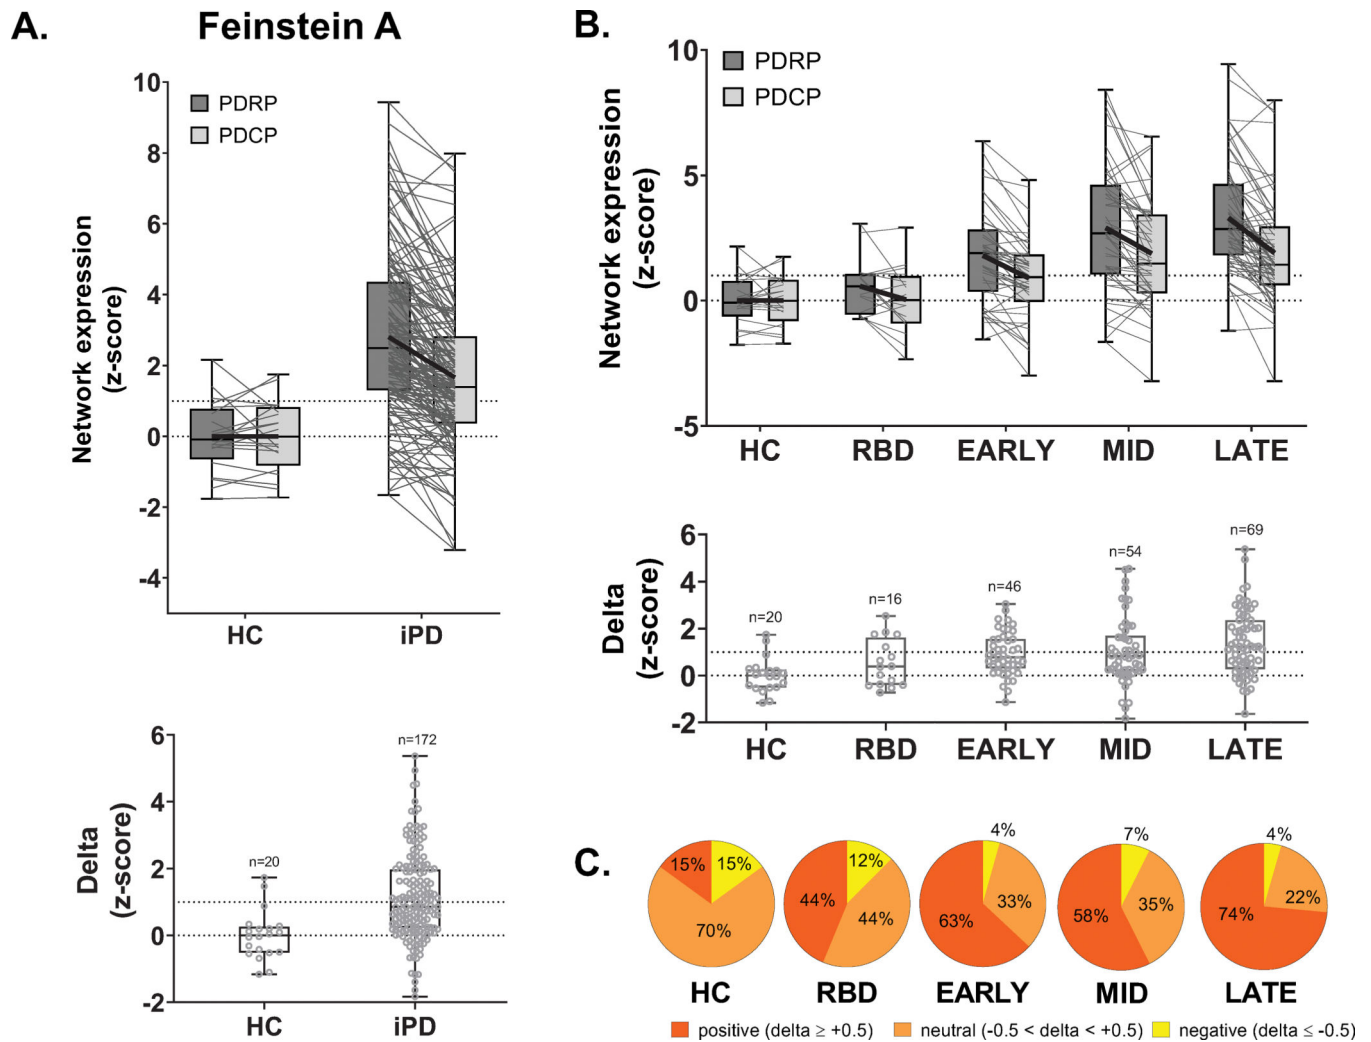 A.
Feinstein A
Network expression
(z-score)
PDRP
PDCP
10
8
6
4
2
0
-2
-4
HC
iPD
Delta
(z-score)
6
4
2
0
-2
n=20
n=172
HC
iPD
B.
Network expression
(z-score)
PDRP
PDCP
10
5
0
-5
HC
RBD
EARLY
MID
LATE
Delta
(z-score)
6
4
2
0
-2
n=20
n=16
n=46
n=54
n=69
HC
RBD
EARLY
MID
LATE
C.
15%
15%
70%
HC
12%
44%
44%
RBD
4%
33%
63%
EARLY
7%
35%
58%
MID
4%
22%
74%
LATE
positive (delta ≥ +0.5)
neutral (-0.5 < delta < +0.5)
negative (delta ≤ -0.5)